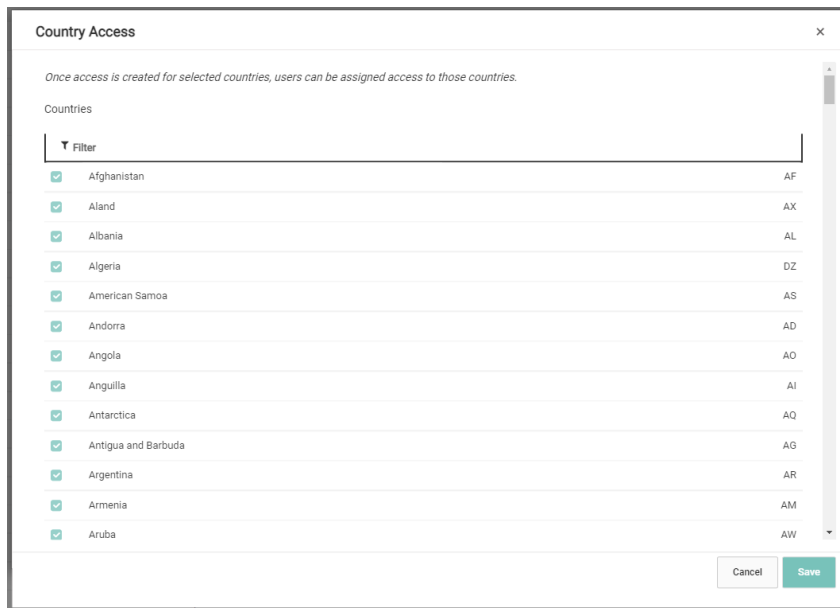 Country Access ×
Once access is created for selected countries, users can be assigned access to those countries.
Countries
Filter
Afghanistan AF
Aland AX
Albania AL
Algeria DZ
American Samoa AS
Andorra AD
Angola AO
Anguilla AI
Antarctica AQ
Antigua and Barbuda AG
Argentina AR
Armenia AM
Aruba AW
Cancel Save